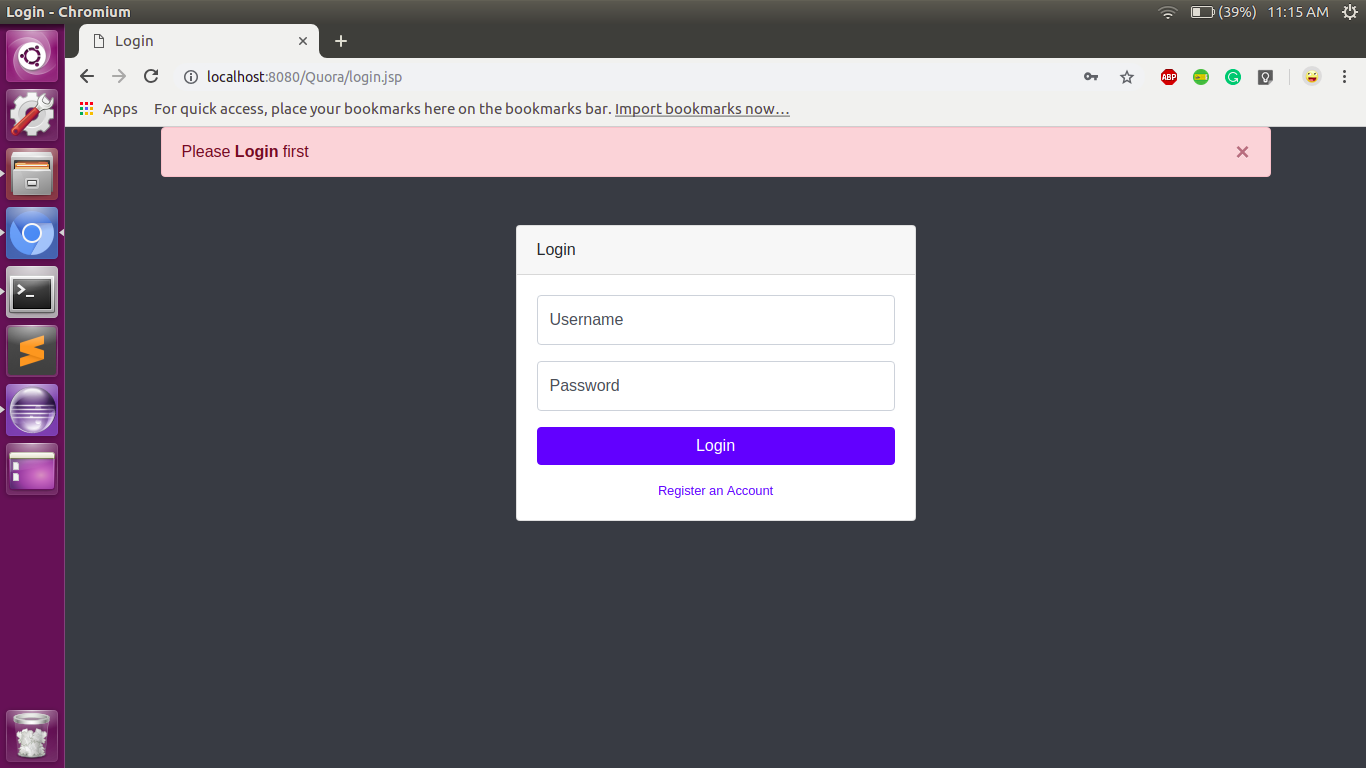 Login - Chromium
(39%) 11:15 AM
Login
localhost:8080/Quora/login.jsp
ABP
Apps For quick access, place your bookmarks here on the bookmarks bar. Import bookmarks now…
Please Login first
Login
Username
Password
Login
Register an Account